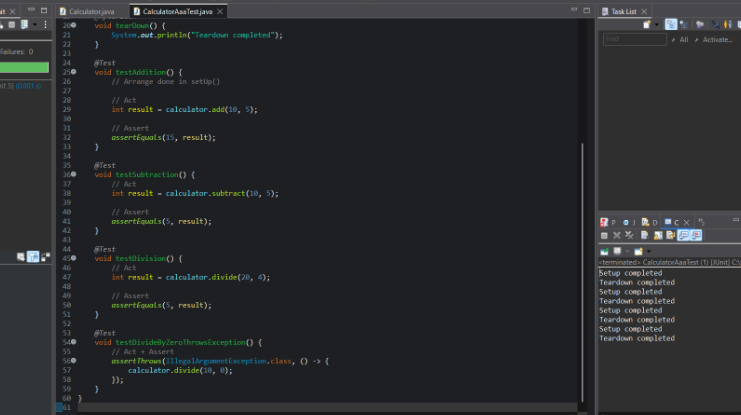 Calculator.java
CalculatorAaaTest.java
Task List
Failures: 0
Find
All
Activate...
20 void tearDown() {
21 System.out.println("Teardown completed");
22 }
23
24 @Test
25 void testAddition() {
26 // Arrange done in setUp()
27
28 // Act
29 int result = calculator.add(10, 5);
30
31 // Assert
32 assertEquals(15, result);
33 }
34
35 @Test
36 void testSubtraction() {
37 // Act
38 int result = calculator.subtract(10, 5);
39
40 // Assert
41 assertEquals(5, result);
42 }
43
44 @Test
45 void testDivision() {
46 // Act
47 int result = calculator.divide(20, 4);
48
49 // Assert
50 assertEquals(5, result);
51 }
52
53 @Test
54 void testDivideByZeroThrowsException() {
55 // Act + Assert
56 assertThrows(IllegalArgumentException.class, () -> {
57 calculator.divide(10, 0);
58 });
59 }
60 }
61
P J D C
<terminated> CalculatorAaaTest (1) [JUnit] C:\
Setup completed
Teardown completed
Setup completed
Teardown completed
Setup completed
Teardown completed
Setup completed
Teardown completed